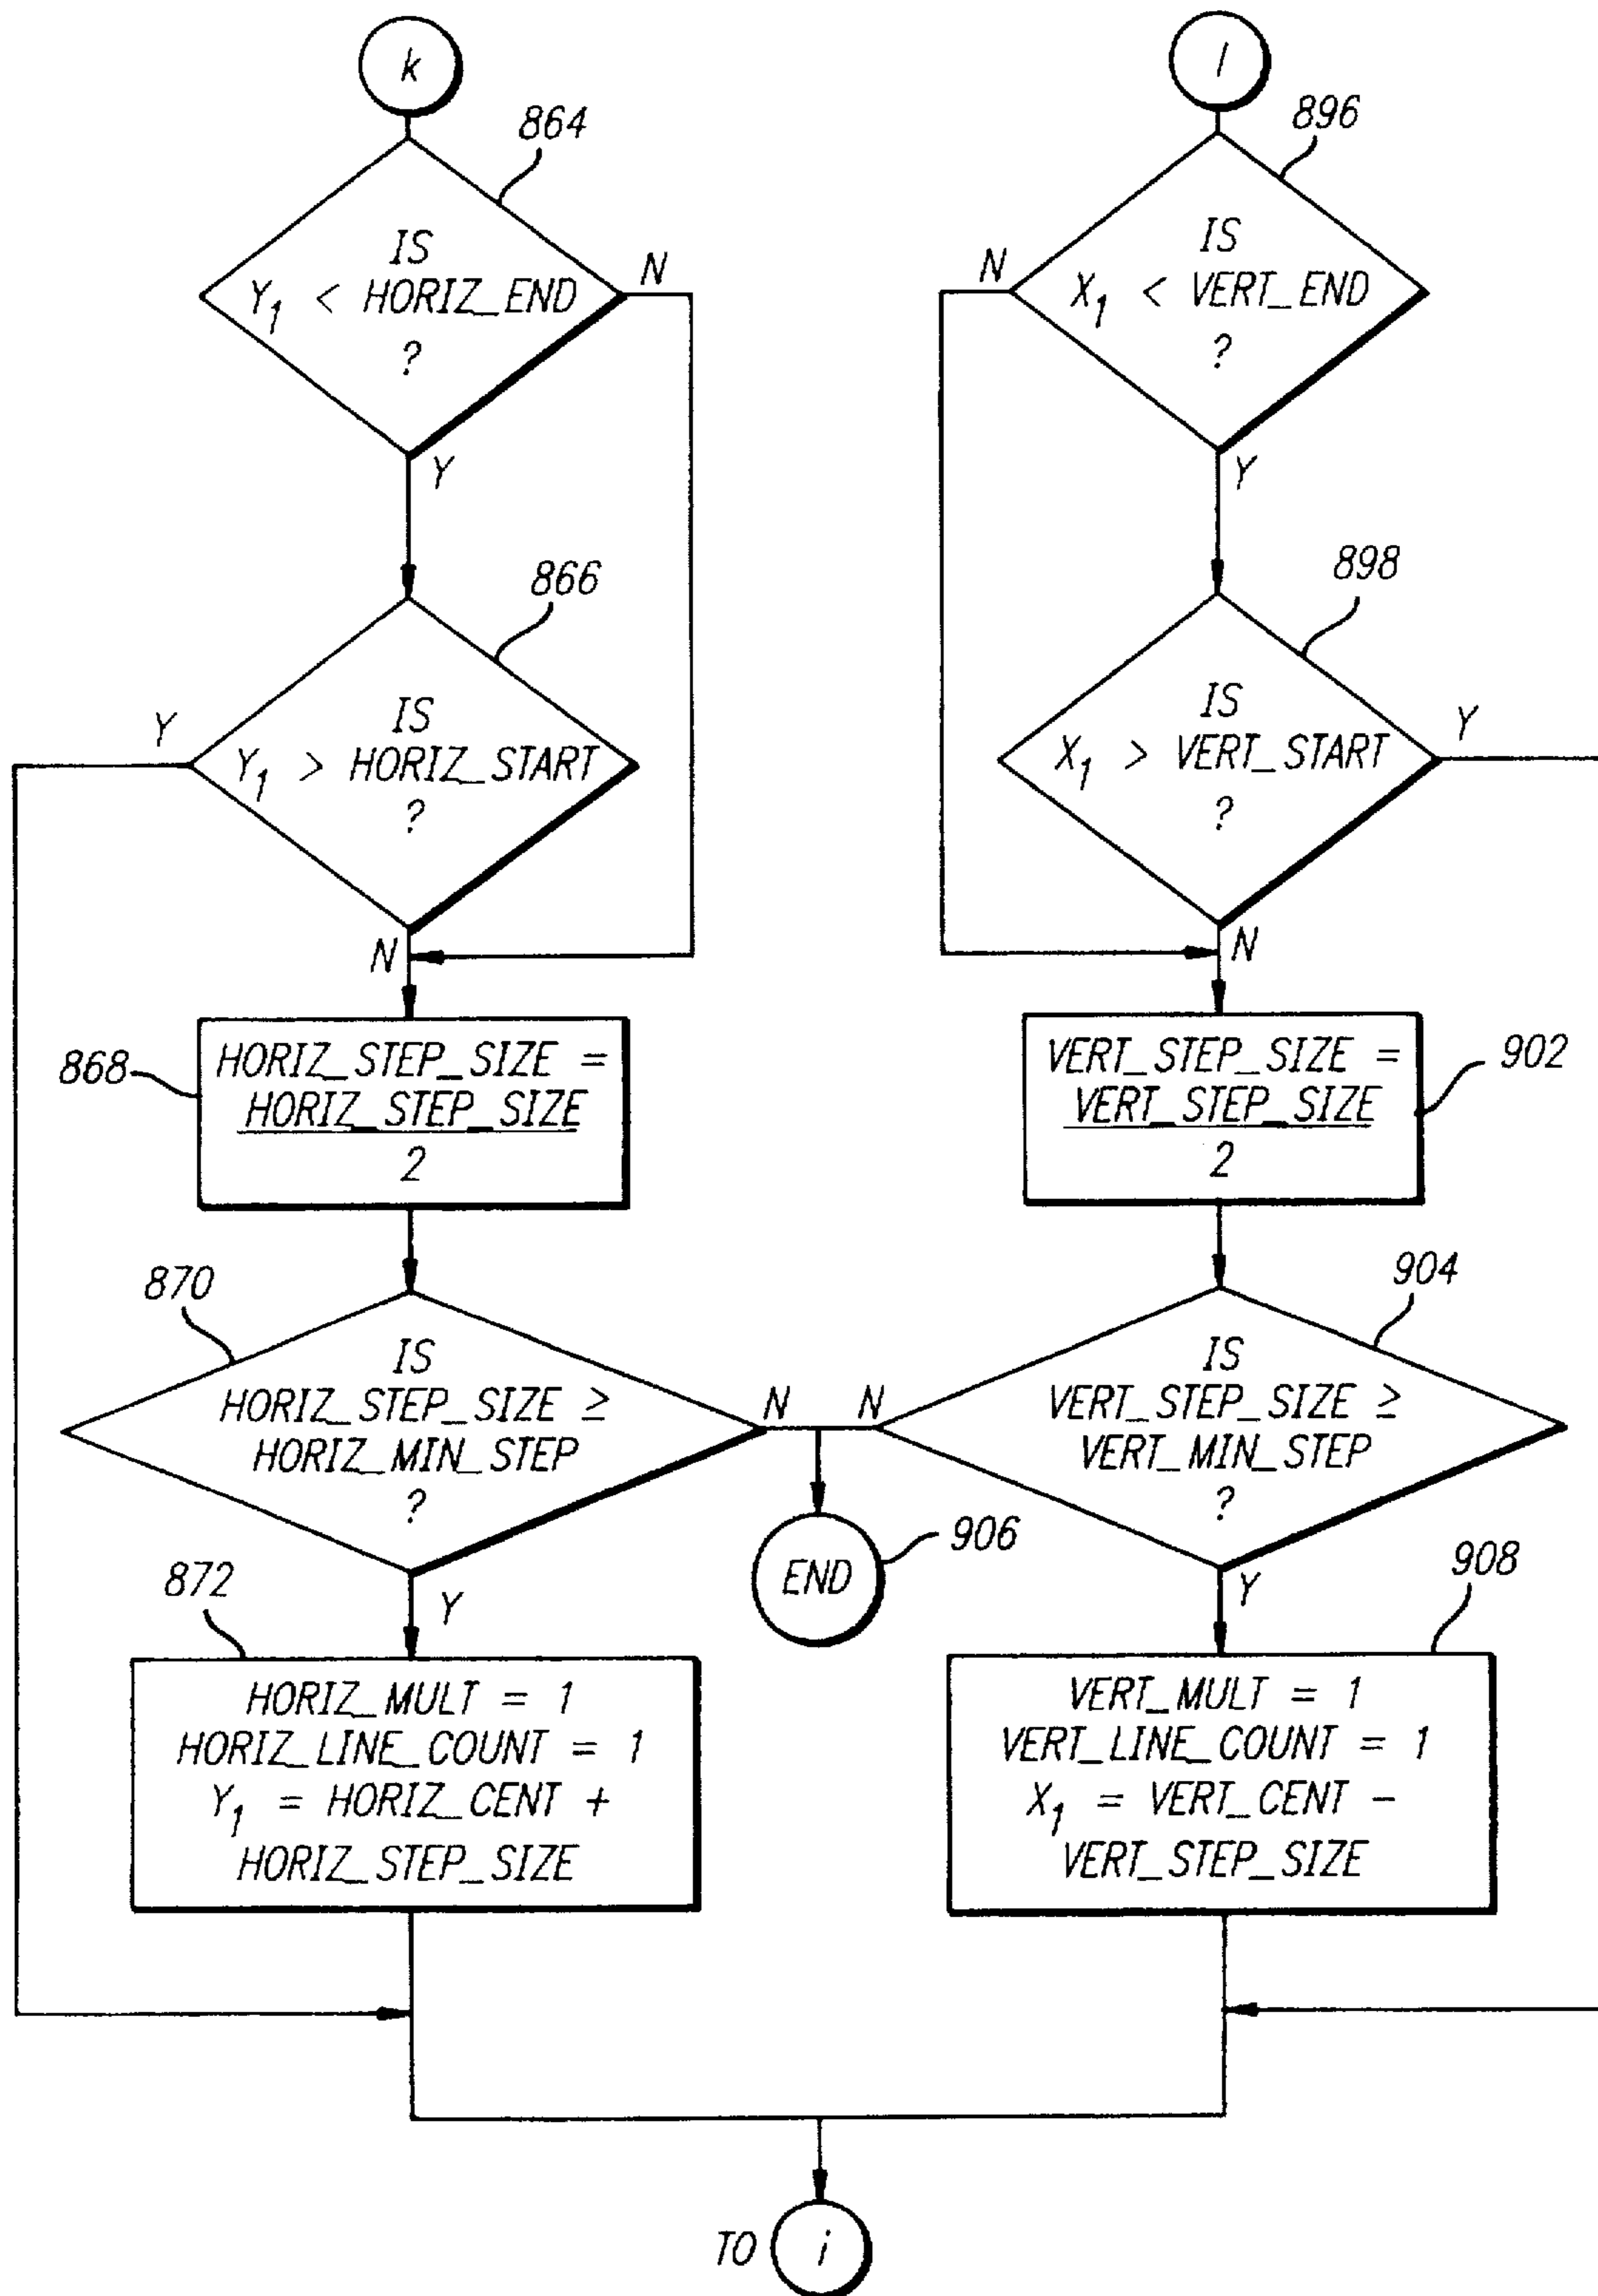 k
864
IS
Y1 < HORIZ_END
?
N
Y
866
IS
Y1 > HORIZ_START
?
Y
N
868
HORIZ_STEP_SIZE =
HORIZ_STEP_SIZE
2
870
IS
HORIZ_STEP_SIZE ≥
HORIZ_MIN_STEP
?
N
Y
872
HORIZ_MULT = 1
HORIZ_LINE_COUNT = 1
Y1 = HORIZ_CENT +
HORIZ_STEP_SIZE
l
896
IS
X1 < VERT_END
?
N
Y
898
IS
X1 > VERT_START
?
Y
N
902
VERT_STEP_SIZE =
VERT_STEP_SIZE
2
904
IS
VERT_STEP_SIZE ≥
VERT_MIN_STEP
?
N
Y
END
906
908
VERT_MULT = 1
VERT_LINE_COUNT = 1
X1 = VERT_CENT –
VERT_STEP_SIZE
TO i